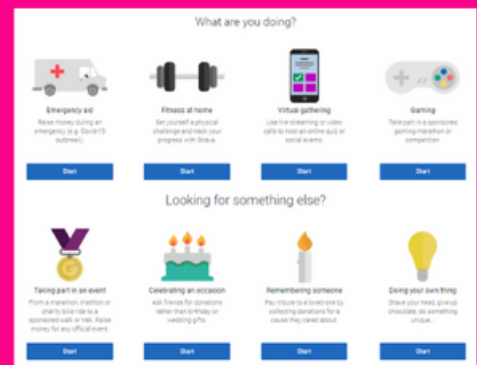 What are you doing?
Emergency aid
Raise money during an
emergency (e.g. Covid-19
outbreak).
Start
Fitness at home
Set yourself a physical
challenge and track your
progress with Strava.
Start
Virtual gathering
Use live streaming or video
calls to host an online quiz or
social events.
Start
Gaming
Take part in a sponsored
gaming marathon or
competition.
Start
Looking for something else?
Taking part in an event
From a marathon, triathlon or
charity bike ride to a
sponsored walk or trek. Raise
money for any official event.
Start
Celebrating an occasion
Ask friends for donations
rather than birthday or
wedding gifts.
Start
Remembering someone
Pay tribute to a loved one by
collecting donations for a
cause they cared about.
Start
Doing your own thing
Shave your head, give up
chocolate, do something
unique...
Start